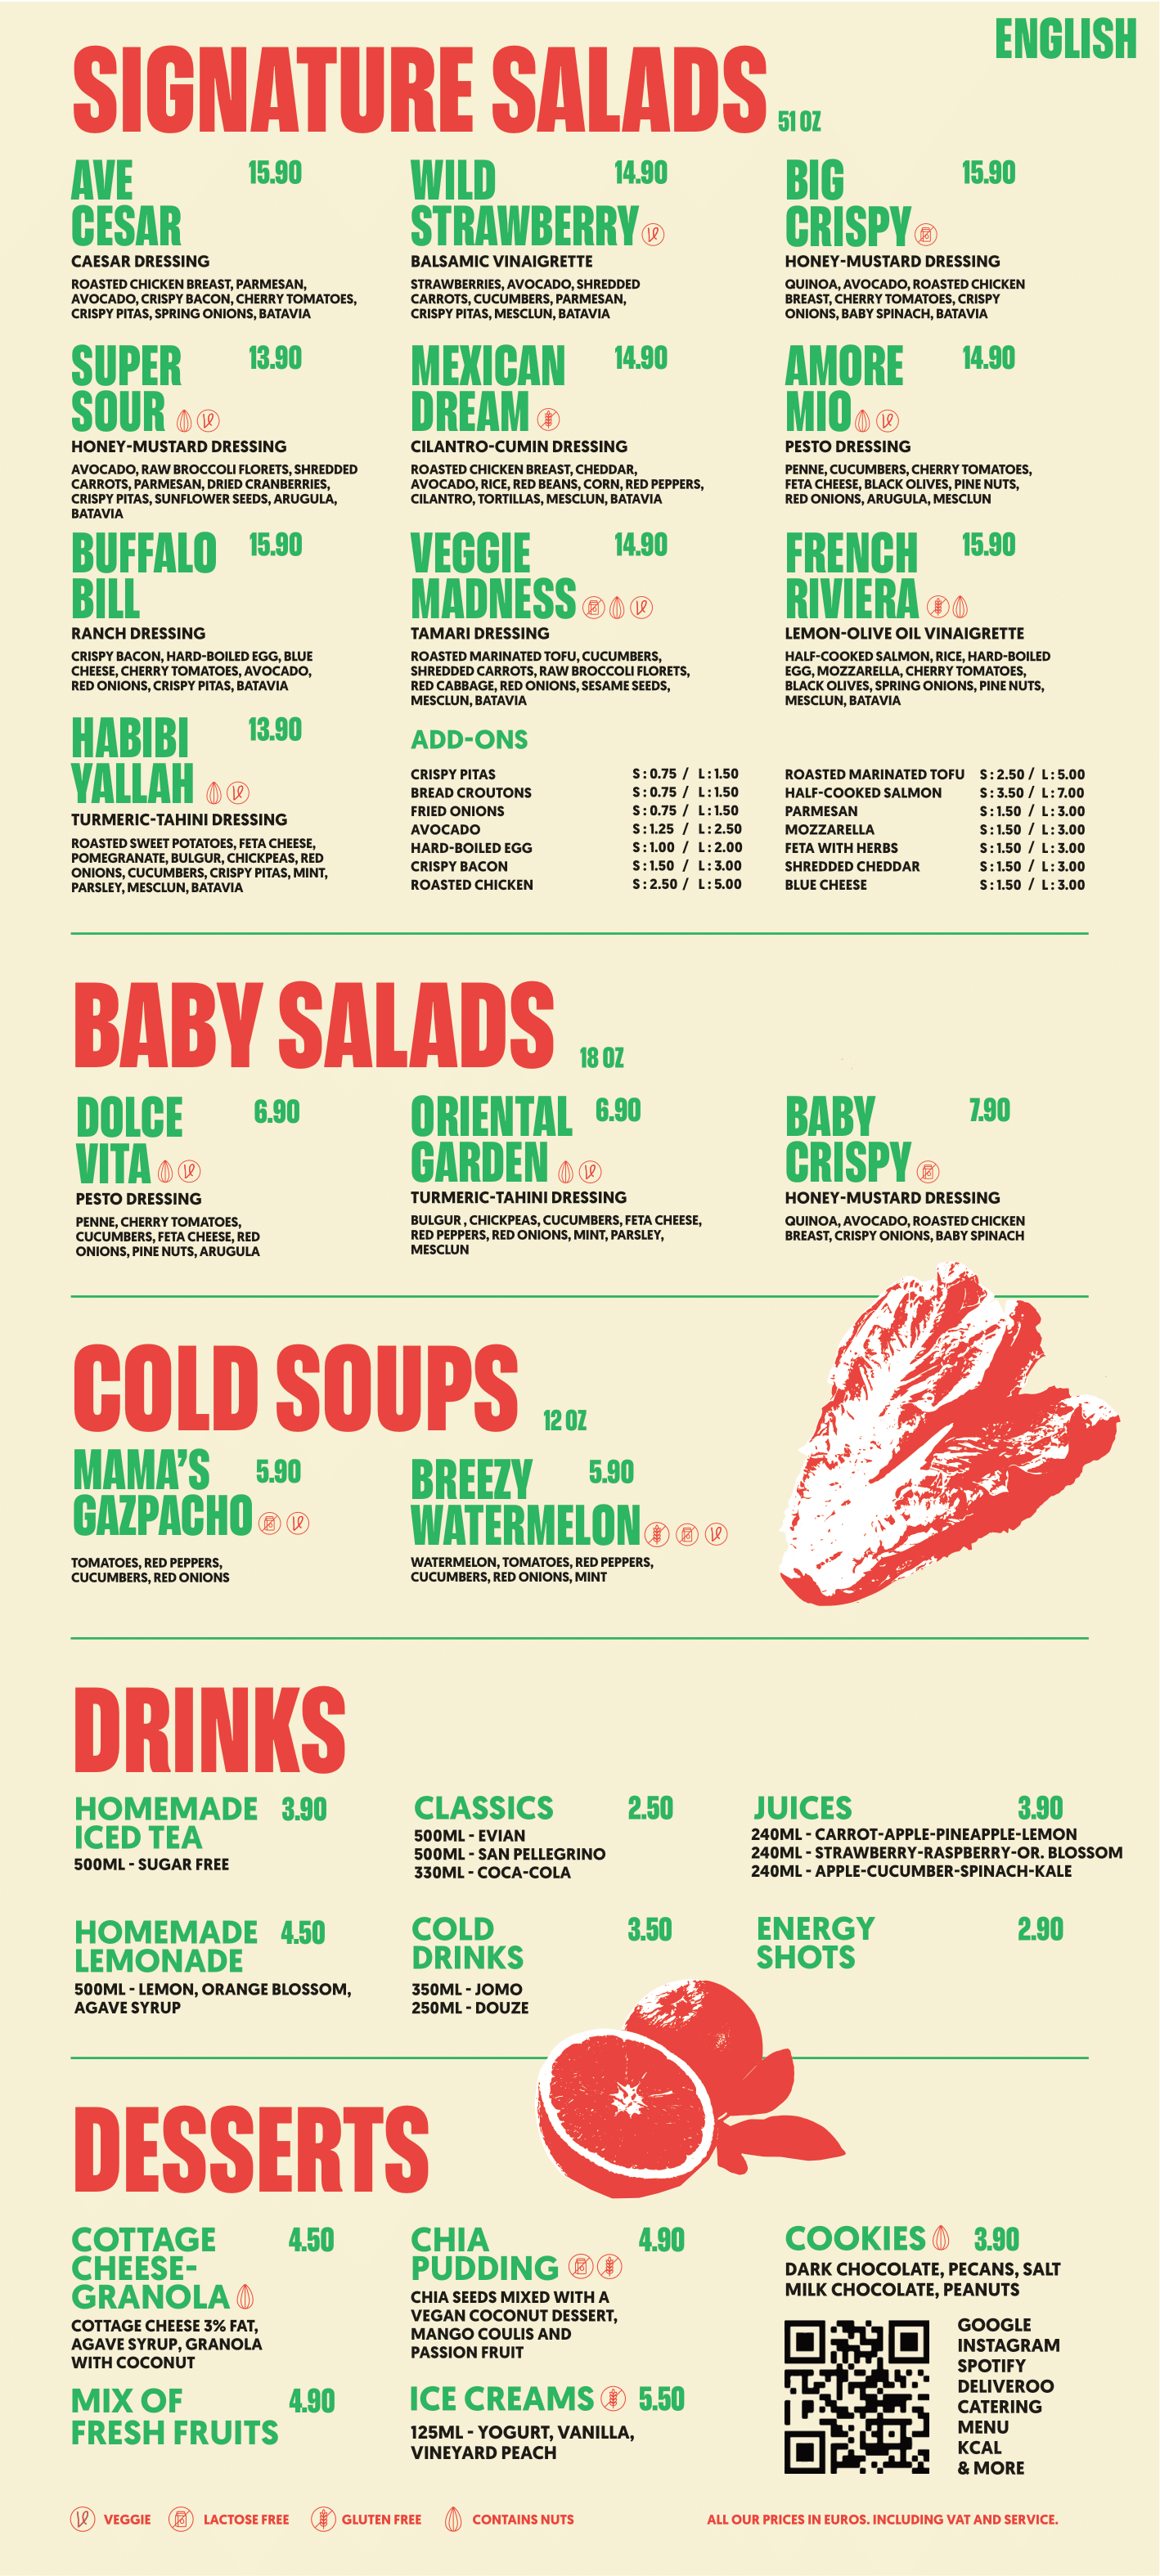 ENGLISH
SIGNATURE SALADS 51 OZ
AVE 15.90
CESAR
CAESAR DRESSING
ROASTED CHICKEN BREAST, PARMESAN,
AVOCADO, CRISPY BACON, CHERRY TOMATOES,
CRISPY PITAS, SPRING ONIONS, BATAVIA
WILD 14.90
STRAWBERRY
BALSAMIC VINAIGRETTE
STRAWBERRIES, AVOCADO, SHREDDED
CARROTS, CUCUMBERS, PARMESAN,
CRISPY PITAS, MESCLUN, BATAVIA
BIG 15.90
CRISPY
HONEY-MUSTARD DRESSING
QUINOA, AVOCADO, ROASTED CHICKEN
BREAST, CHERRY TOMATOES, CRISPY
ONIONS, BABY SPINACH, BATAVIA
SUPER 13.90
SOUR
HONEY-MUSTARD DRESSING
AVOCADO, RAW BROCCOLI FLORETS, SHREDDED
CARROTS, PARMESAN, DRIED CRANBERRIES,
CRISPY PITAS, SUNFLOWER SEEDS, ARUGULA,
BATAVIA
MEXICAN 14.90
DREAM
CILANTRO-CUMIN DRESSING
ROASTED CHICKEN BREAST, CHEDDAR,
AVOCADO, RICE, RED BEANS, CORN, RED PEPPERS,
CILANTRO, TORTILLAS, MESCLUN, BATAVIA
AMORE 14.90
MIO
PESTO DRESSING
PENNE, CUCUMBERS, CHERRY TOMATOES,
FETA CHEESE, BLACK OLIVES, PINE NUTS,
RED ONIONS, ARUGULA, MESCLUN
BUFFALO 15.90
BILL
RANCH DRESSING
CRISPY BACON, HARD-BOILED EGG, BLUE
CHEESE, CHERRY TOMATOES, AVOCADO,
RED ONIONS, CRISPY PITAS, BATAVIA
VEGGIE 14.90
MADNESS
TAMARI DRESSING
ROASTED MARINATED TOFU, CUCUMBERS,
SHREDDED CARROTS, RAW BROCCOLI FLORETS,
RED CABBAGE, RED ONIONS, SESAME SEEDS,
MESCLUN, BATAVIA
FRENCH 15.90
RIVIERA
LEMON-OLIVE OIL VINAIGRETTE
HALF-COOKED SALMON, RICE, HARD-BOILED
EGG, MOZZARELLA, CHERRY TOMATOES,
BLACK OLIVES, SPRING ONIONS, PINE NUTS,
MESCLUN, BATAVIA
HABIBI 13.90
YALLAH
TURMERIC-TAHINI DRESSING
ROASTED SWEET POTATOES, FETA CHEESE,
POMEGRANATE, BULGUR, CHICKPEAS, RED
ONIONS, CUCUMBERS, CRISPY PITAS, MINT,
PARSLEY, MESCLUN, BATAVIA
ADD-ONS
CRISPY PITAS S : 0.75 / L : 1.50
BREAD CROUTONS S : 0.75 / L : 1.50
FRIED ONIONS S : 0.75 / L : 1.50
AVOCADO S : 1.25 / L : 2.50
HARD-BOILED EGG S : 1.00 / L : 2.00
CRISPY BACON S : 1.50 / L : 3.00
ROASTED CHICKEN S : 2.50 / L : 5.00
ROASTED MARINATED TOFU S : 2.50 / L : 5.00
HALF-COOKED SALMON S : 3.50 / L : 7.00
PARMESAN S : 1.50 / L : 3.00
MOZZARELLA S : 1.50 / L : 3.00
FETA WITH HERBS S : 1.50 / L : 3.00
SHREDDED CHEDDAR S : 1.50 / L : 3.00
BLUE CHEESE S : 1.50 / L : 3.00
BABY SALADS 18 OZ
DOLCE 6.90
VITA
PESTO DRESSING
PENNE, CHERRY TOMATOES,
CUCUMBERS, FETA CHEESE, RED
ONIONS, PINE NUTS, ARUGULA
ORIENTAL 6.90
GARDEN
TURMERIC-TAHINI DRESSING
BULGUR , CHICKPEAS, CUCUMBERS, FETA CHEESE,
RED PEPPERS, RED ONIONS, MINT, PARSLEY,
MESCLUN
BABY 7.90
CRISPY
HONEY-MUSTARD DRESSING
QUINOA, AVOCADO, ROASTED CHICKEN
BREAST, CRISPY ONIONS, BABY SPINACH
COLD SOUPS 12 OZ
MAMA'S 5.90
GAZPACHO
TOMATOES, RED PEPPERS,
CUCUMBERS, RED ONIONS
BREEZY 5.90
WATERMELON
WATERMELON, TOMATOES, RED PEPPERS,
CUCUMBERS, RED ONIONS, MINT
DRINKS
HOMEMADE 3.90
ICED TEA
500ML - SUGAR FREE
CLASSICS 2.50
500ML - EVIAN
500ML - SAN PELLEGRINO
330ML - COCA-COLA
JUICES 3.90
240ML - CARROT-APPLE-PINEAPPLE-LEMON
240ML - STRAWBERRY-RASPBERRY-OR. BLOSSOM
240ML - APPLE-CUCUMBER-SPINACH-KALE
HOMEMADE 4.50
LEMONADE
500ML - LEMON, ORANGE BLOSSOM,
AGAVE SYRUP
COLD 3.50
DRINKS
350ML - JOMO
250ML - DOUZE
ENERGY 2.90
SHOTS
DESSERTS
COTTAGE 4.50
CHEESE-
GRANOLA
COTTAGE CHEESE 3% FAT,
AGAVE SYRUP, GRANOLA
WITH COCONUT
CHIA 4.90
PUDDING
CHIA SEEDS MIXED WITH A
VEGAN COCONUT DESSERT,
MANGO COULIS AND
PASSION FRUIT
COOKIES 3.90
DARK CHOCOLATE, PECANS, SALT
MILK CHOCOLATE, PEANUTS
MIX OF 4.90
FRESH FRUITS
ICE CREAMS 5.50
125ML - YOGURT, VANILLA,
VINEYARD PEACH
GOOGLE
INSTAGRAM
SPOTIFY
DELIVEROO
CATERING
MENU
KCAL
& MORE
VEGGIE LACTOSE FREE GLUTEN FREE CONTAINS NUTS
ALL OUR PRICES IN EUROS. INCLUDING VAT AND SERVICE.